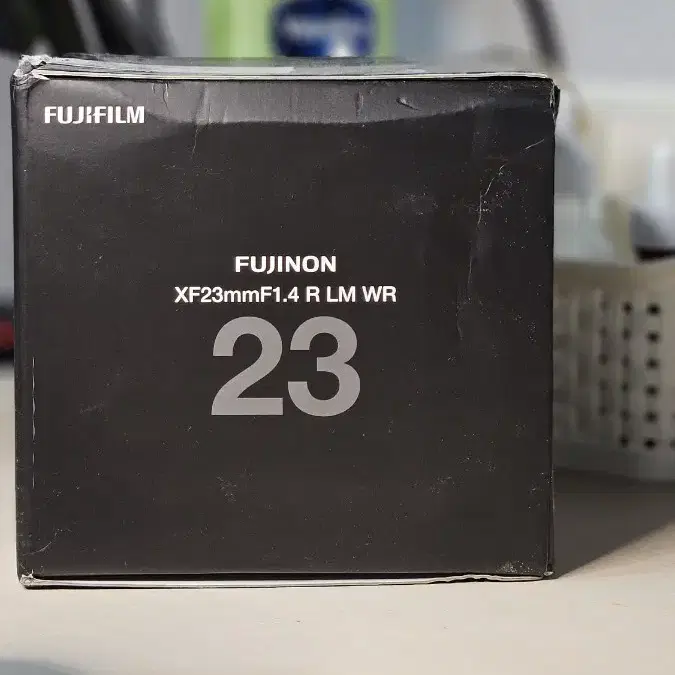 FUJIFILM
FUJINON
XF23mmF1.4 R LM WR
23